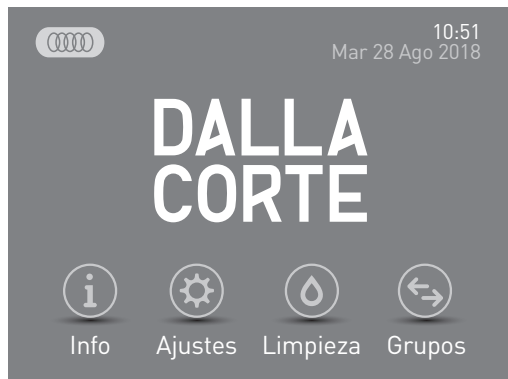 10:51
Mar 28 Ago 2018
DALLA
CORTE
Info Ajustes Limpieza Grupos